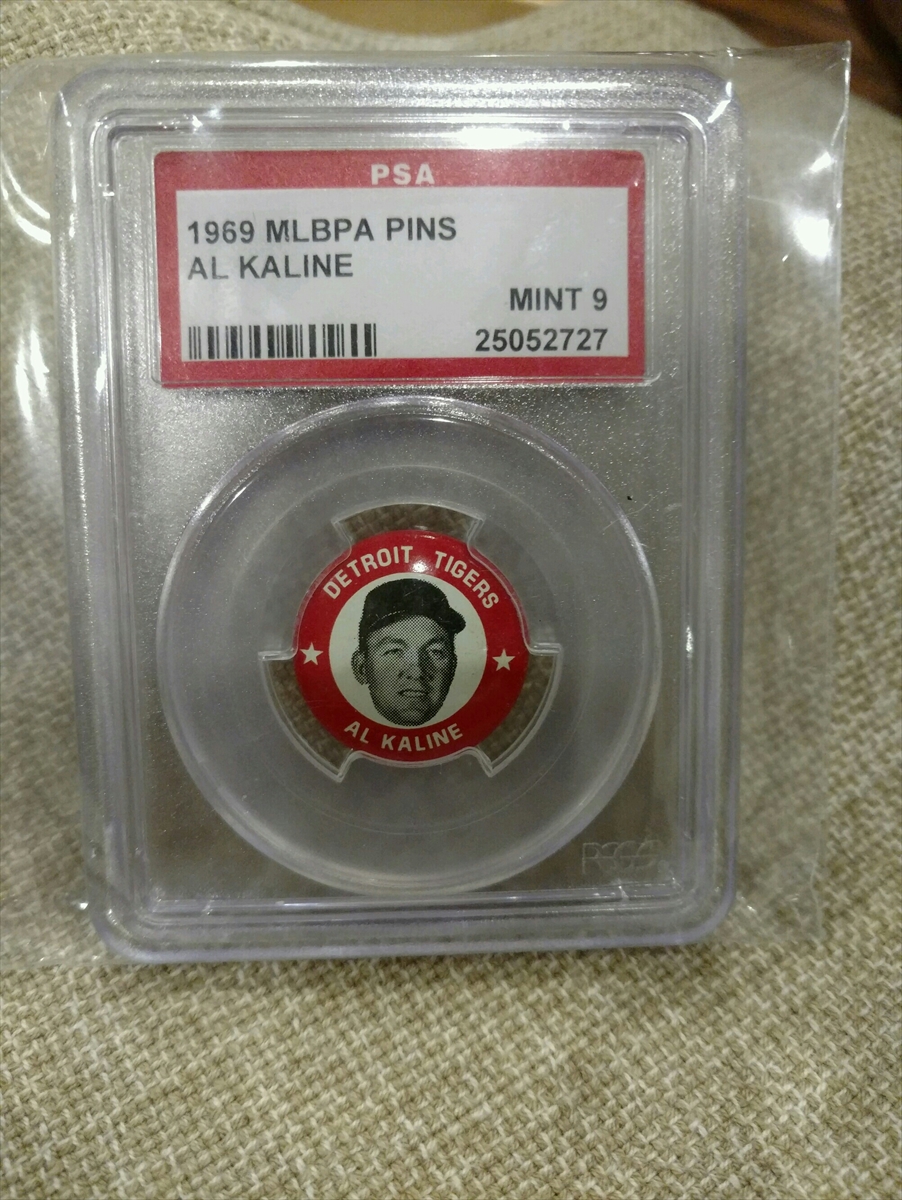 PSA
1969 MLBPA PINS
AL KALINE
MINT 9
25052727
DETROIT TIGERS
AL KALINE